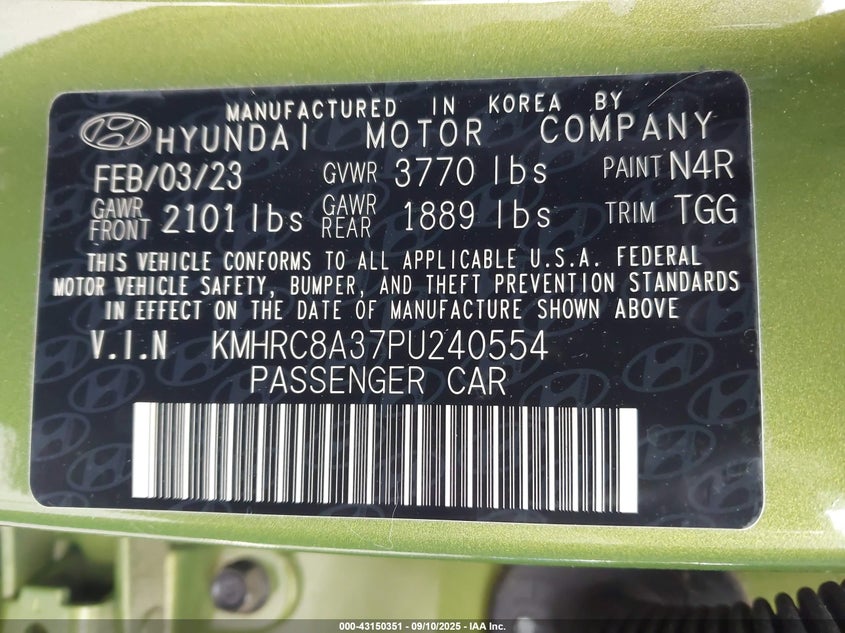 MANUFACTURED IN KOREA BY
HYUNDAI MOTOR COMPANY
FEB/03/23 GVWR 3770 lbs PAINT N4R
GAWR FRONT 2101 lbs GAWR REAR 1889 lbs TRIM TGG
THIS VEHICLE CONFORMS TO ALL APPLICABLE U.S.A. FEDERAL
MOTOR VEHICLE SAFETY, BUMPER, AND THEFT PREVENTION STANDARDS
IN EFFECT ON THE DATE OF MANUFACTURE SHOWN ABOVE
V.I.N KMHRC8A37PU240554
PASSENGER CAR
000-43150351 - 09/10/2025 - IAA Inc.